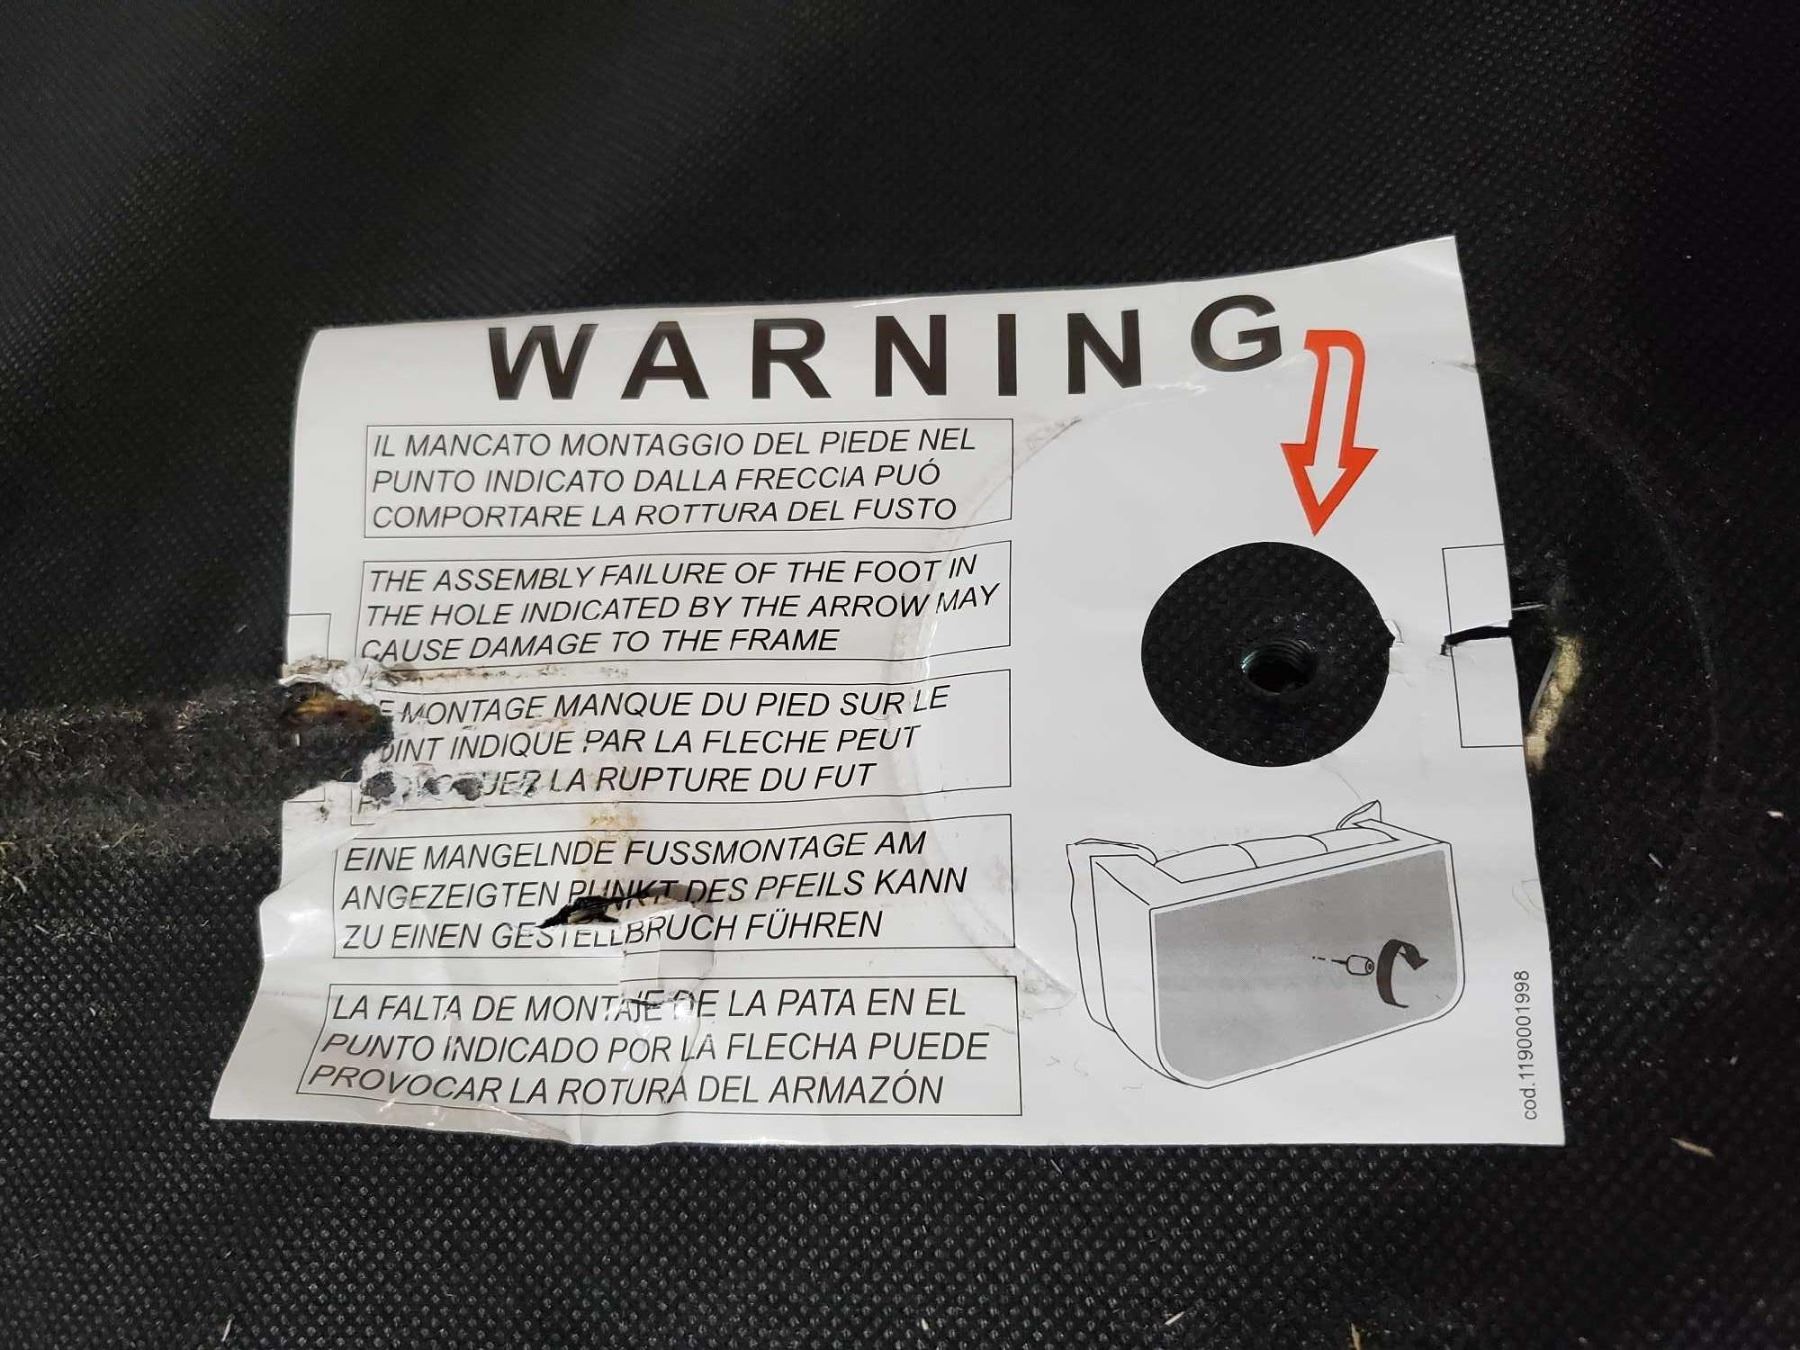 WARNING
IL MANCATO MONTAGGIO DEL PIEDE NEL
PUNTO INDICATO DALLA FRECCIA PUÓ
COMPORTARE LA ROTTURA DEL FUSTO
THE ASSEMBLY FAILURE OF THE FOOT IN
THE HOLE INDICATED BY THE ARROW MAY
CAUSE DAMAGE TO THE FRAME
MONTAGE MANQUE DU PIED SUR LE
INDIQUE PAR LA FLECHE PEUT
LA RUPTURE DU FUT
EINE MANGELNDE FUSSMONTAGE AM
ANGEZEIGTEN PUNKT DES PFEILS KANN
ZU EINEN GESTELLBRUCH FÜHREN
LA FALTA DE MONTAJE DE LA PATA EN EL
PUNTO INDICADO POR LA FLECHA PUEDE
PROVOCAR LA ROTURA DEL ARMAZÓN
cod.11900001998